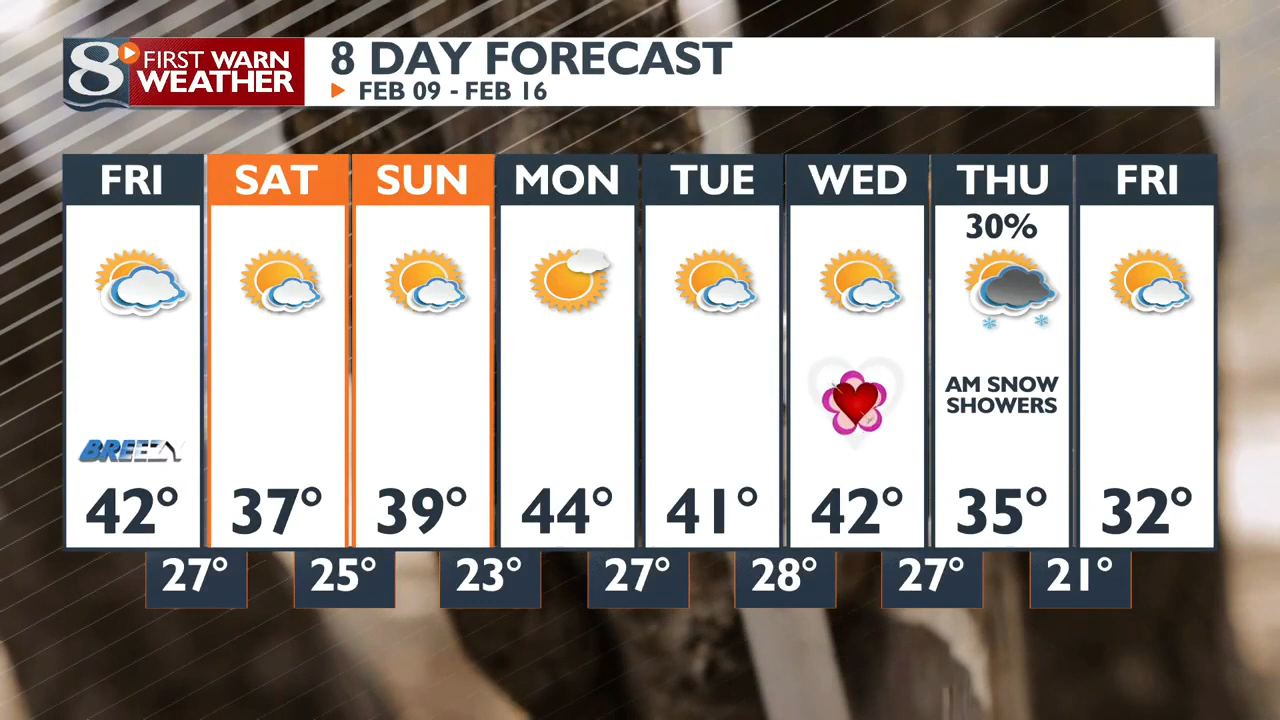 8 FIRST WARN
WEATHER
8 DAY FORECAST
FEB 09 - FEB 16
FRI SAT SUN MON TUE WED THU FRI
30%
AM SNOW
SHOWERS
BREEZY
42° 37° 39° 44° 41° 42° 35° 32°
27° 25° 23° 27° 28° 27° 21°